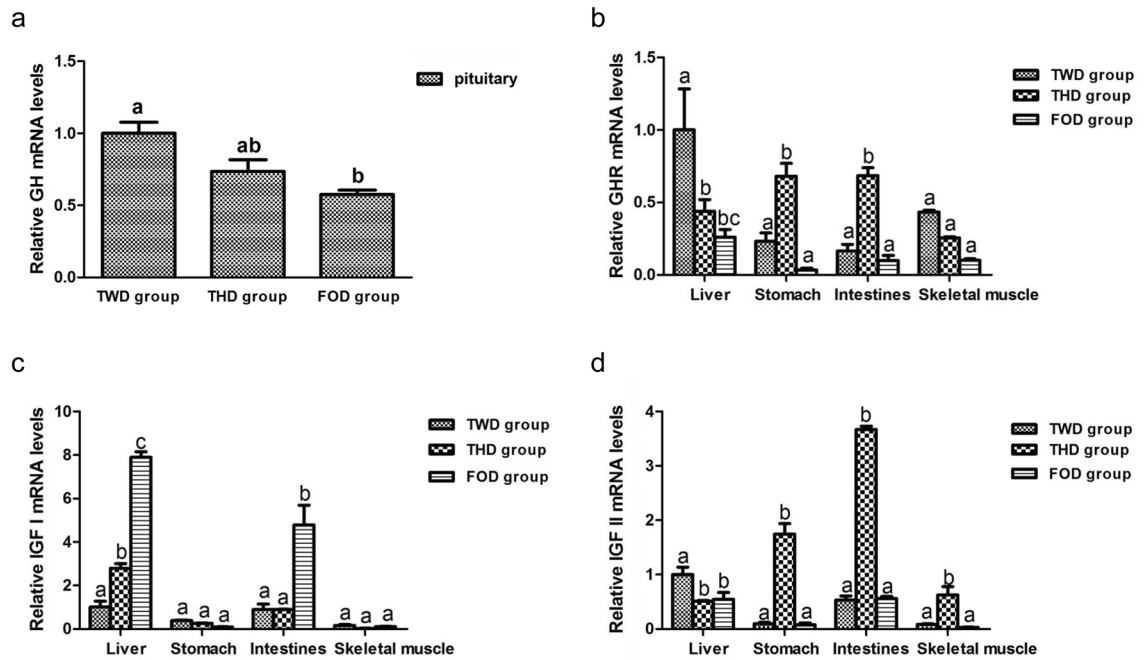 a
Relative GH mRNA levels
1.5
1.0
0.5
0.0
a
ab
b
pituitary
TWD group
THD group
FOD group
b
Relative GHR mRNA levels
1.5
1.0
0.5
0.0
a
b
bc
a
b
a
a
b
a
a
a
a
TWD group
THD group
FOD group
Liver
Stomach
Intestines
Skeletal muscle
c
Relative IGF I mRNA levels
10
8
6
4
2
0
a
b
c
a
a
a
a
a
b
a
a
a
TWD group
THD group
FOD group
Liver
Stomach
Intestines
Skeletal muscle
d
Relative IGF II mRNA levels
4
3
2
1
0
a
b
b
a
b
a
a
b
a
a
b
a
TWD group
THD group
FOD group
Liver
Stomach
Intestines
Skeletal muscle